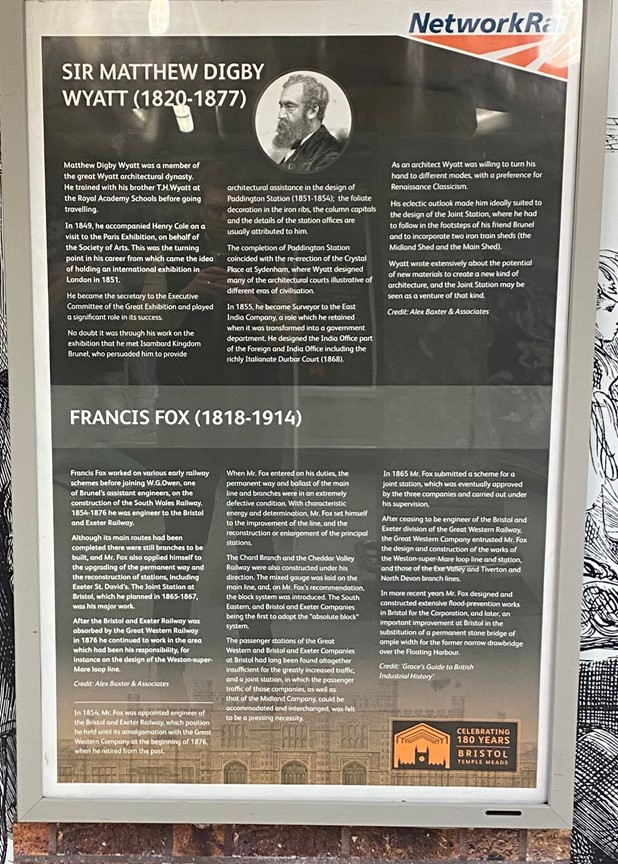 NetworkRai
SIR MATTHEW DIGBY
WYATT (1820-1877)
Matthew Digby Wyatt was a member of
the great Wyatt architectural dynasty.
He trained with his brother T.H.Wyatt at
the Royal Academy Schools before going
travelling.
In 1849, he accompanied Henry Cole on a
visit to the Paris Exhibition, on behalf of
the Society of Arts. This was the turning
point in his career from which came the idea
of holding an international exhibition in
London in 1851.
He became the secretary to the Executive
Committee of the Great Exhibition and played
a significant role in its success.
No doubt it was through his work on the
exhibition that he met Isambard Kingdom
Brunel, who persuaded him to provide
architectural assistance in the design of
Paddington Station (1851-1854); the foliate
decoration in the iron ribs, the column capitals
and the details of the station offices are
usually attributed to him.
The completion of Paddington Station
coincided with the re-erection of the Crystal
Place at Sydenham, where Wyatt designed
many of the architectural courts illustrative of
different eras of civilisation.
In 1855, he became Surveyor to the East
India Company, a role which he retained
when it was transformed into a government
department. He designed the India Office part
of the Foreign and India Office including the
richly Italianate Durbar Court (1868).
As an architect Wyatt was willing to turn his
hand to different modes, with a preference for
Renaissance Classicism.
His eclectic outlook made him ideally suited to
the design of the Joint Station, where he had
to follow in the footsteps of his friend Brunel
and to incorporate two iron train sheds (the
Midland Shed and the Main Shed).
Wyatt wrote extensively about the potential
of new materials to create a new kind of
architecture, and the Joint Station may be
seen as a venture of that kind.
Credit: Alex Baxter & Associates
FRANCIS FOX (1818-1914)
Francis Fox worked on various early railway
schemes before joining W.G.Owen, one
of Brunel's assistant engineers, on the
construction of the South Wales Railway.
1854-1876 he was engineer to the Bristol
and Exeter Railway.
Although its main routes had been
completed there were still branches to be
built, and Mr. Fox also applied himself to
the upgrading of the permanent way and
the reconstruction of stations, including
Exeter St. David's. The Joint Station at
Bristol, which he planned in 1865-1867,
was his major work.
After the Bristol and Exeter Railway was
absorbed by the Great Western Railway
in 1876 he continued to work in the area
which had been his responsibility, for
instance on the design of the Weston-super-
Mare loop line.
Credit: Alex Baxter & Associates
In 1854, Mr. Fox was appointed engineer of
the Bristol and Exeter Railway, which position
he held until its amalgamation with the Great
Western Company at the beginning of 1876,
when he retired from the post.
When Mr. Fox entered on his duties, the
permanent way and ballast of the main
line and branches were in an extremely
defective condition. With characteristic
energy and determination, Mr. Fox set himself
to the improvement of the line, and the
reconstruction or enlargement of the principal
stations.
The Chard Branch and the Cheddar Valley
Railway were also constructed under his
direction. The mixed gauge was laid on the
main line, and, on Mr. Fox's recommendation,
the block system was introduced. The South
Eastern, and Bristol and Exeter Companies
being the first to adopt the "absolute block"
system.
The passenger stations of the Great
Western and Bristol and Exeter Companies
at Bristol had been found altogether
insufficient for the greatly increased traffic,
and a joint station, in which the passenger
traffic of those companies, as well as
that of the Midland Company, could be
accommodated and interchanged, was felt
to be a pressing necessity.
In 1865 Mr. Fox submitted a scheme for a
joint station, which was eventually approved
by the three companies and carried out under
his supervision.
After ceasing to be engineer of the Bristol and
Exeter division of the Great Western Railway,
the Great Western Company entrusted Mr. Fox
the design and construction of the works of
the Weston-super-Mare loop line and station,
and those of the Exe Valley and Tiverton and
North Devon branch lines.
In more recent years Mr. Fox designed and
constructed extensive flood-prevention works
in Bristol for the Corporation, and later, an
important improvement at Bristol in the
substitution of a permanent stone bridge of
ample width for the former narrow drawbridge
over the Floating Harbour.
Credit: 'Grace's Guide to British
Industrial History'
CELEBRATING
180 YEARS
BRISTOL
TEMPLE MEADS